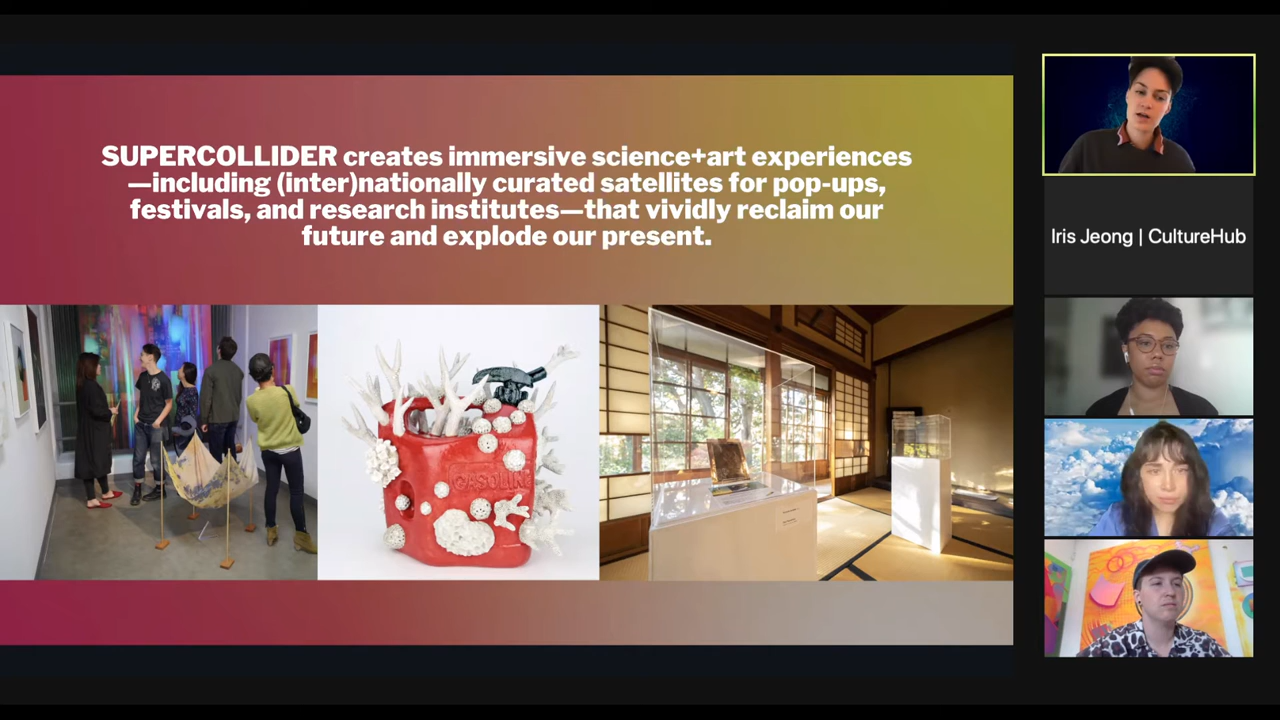 SUPERCOLLIDER creates immersive science+art experiences
—including (inter)nationally curated satellites for pop-ups,
festivals, and research institutes—that vividly reclaim our
future and explode our present.
GASOLINE
Iris Jeong | CultureHub